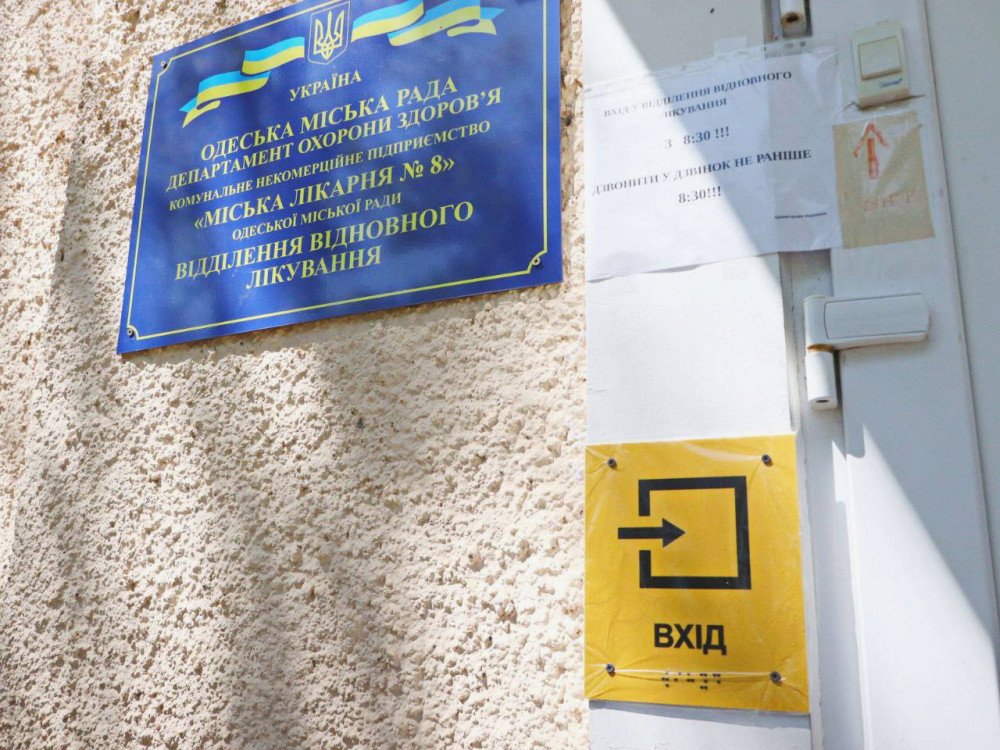 УКРАЇНА
ОДЕСЬКА МІСЬКА РАДА
ДЕПАРТАМЕНТ ОХОРОНИ ЗДОРОВ’Я
КОМУНАЛЬНЕ НЕКОМЕРЦІЙНЕ ПІДПРИЄМСТВО
«МІСЬКА ЛІКАРНЯ № 8»
ОДЕСЬКОЇ МІСЬКОЇ РАДИ
ВІДДІЛЕННЯ ВІДНОВНОГО
ЛІКУВАННЯ
ВХІД У ВІДДІЛЕННЯ ВІДНОВНОГО
ЛІКУВАННЯ
З 8:30 !!!
ДЗВОНИТИ У ДЗВІНОК НЕ РАНІШЕ
8:30!!!
ВХІД